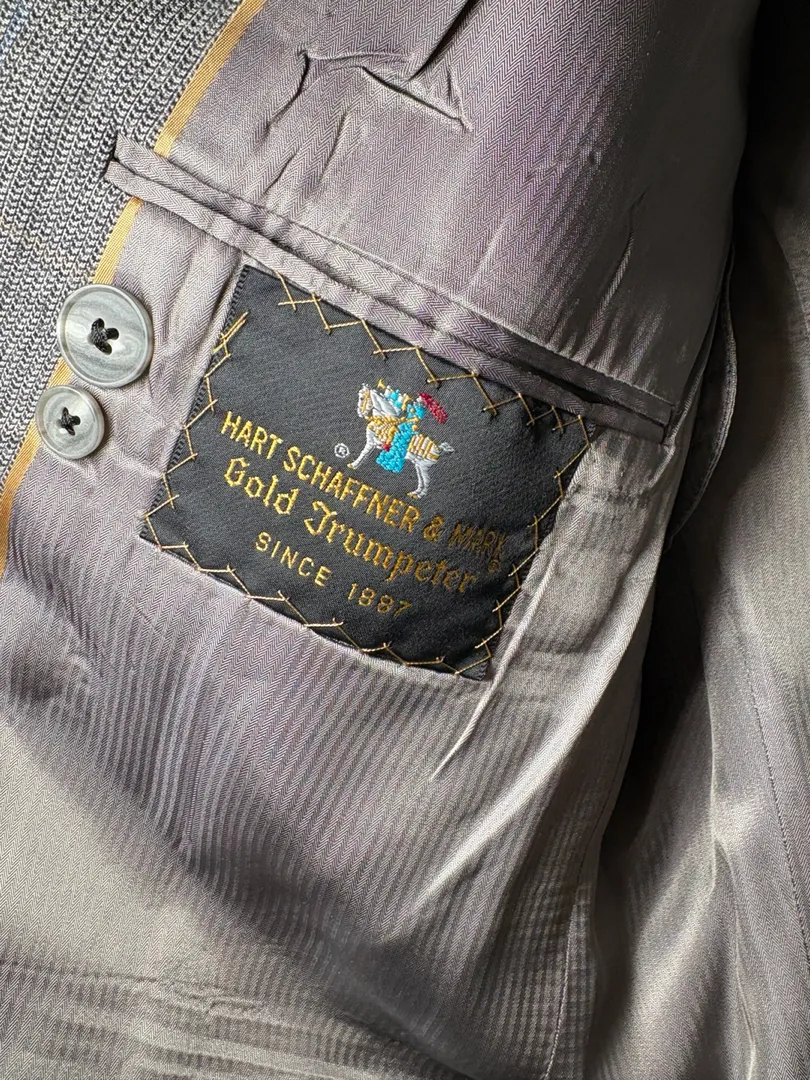 ®
HART SCHAFFNER & MARX
Gold Trumpeter®
SINCE 1887